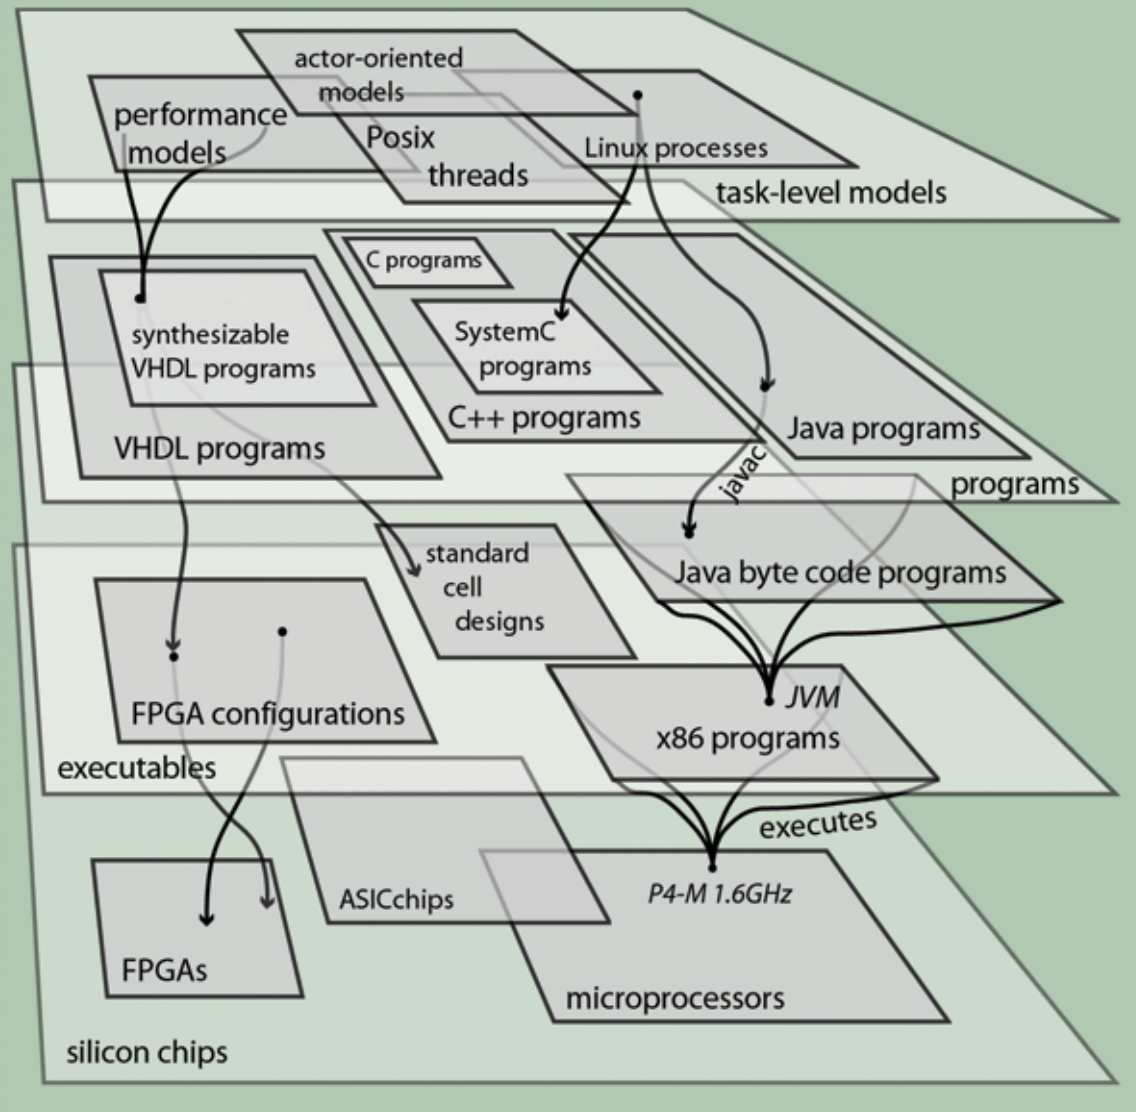 actor-oriented
models
performance
models
Posix
threads
Linux processes
task-level models
C programs
synthesizable
VHDL programs
SystemC
programs
C++ programs
VHDL programs
Java programs
programs
javac
standard
cell
designs
Java byte code programs
FPGA configurations
JVM
x86 programs
executables
executes
ASICchips
P4-M 1.6GHz
FPGAs
microprocessors
silicon chips